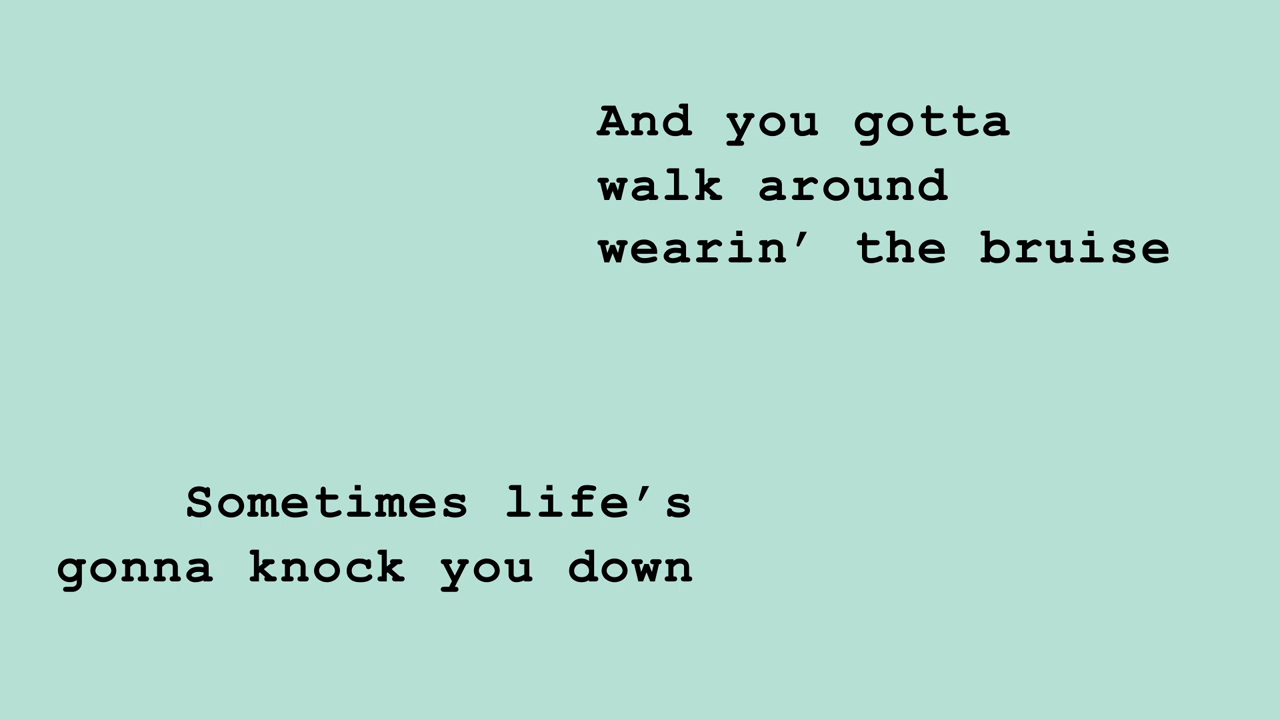 And you gotta
walk around
wearin’ the bruise
Sometimes life’s
gonna knock you down